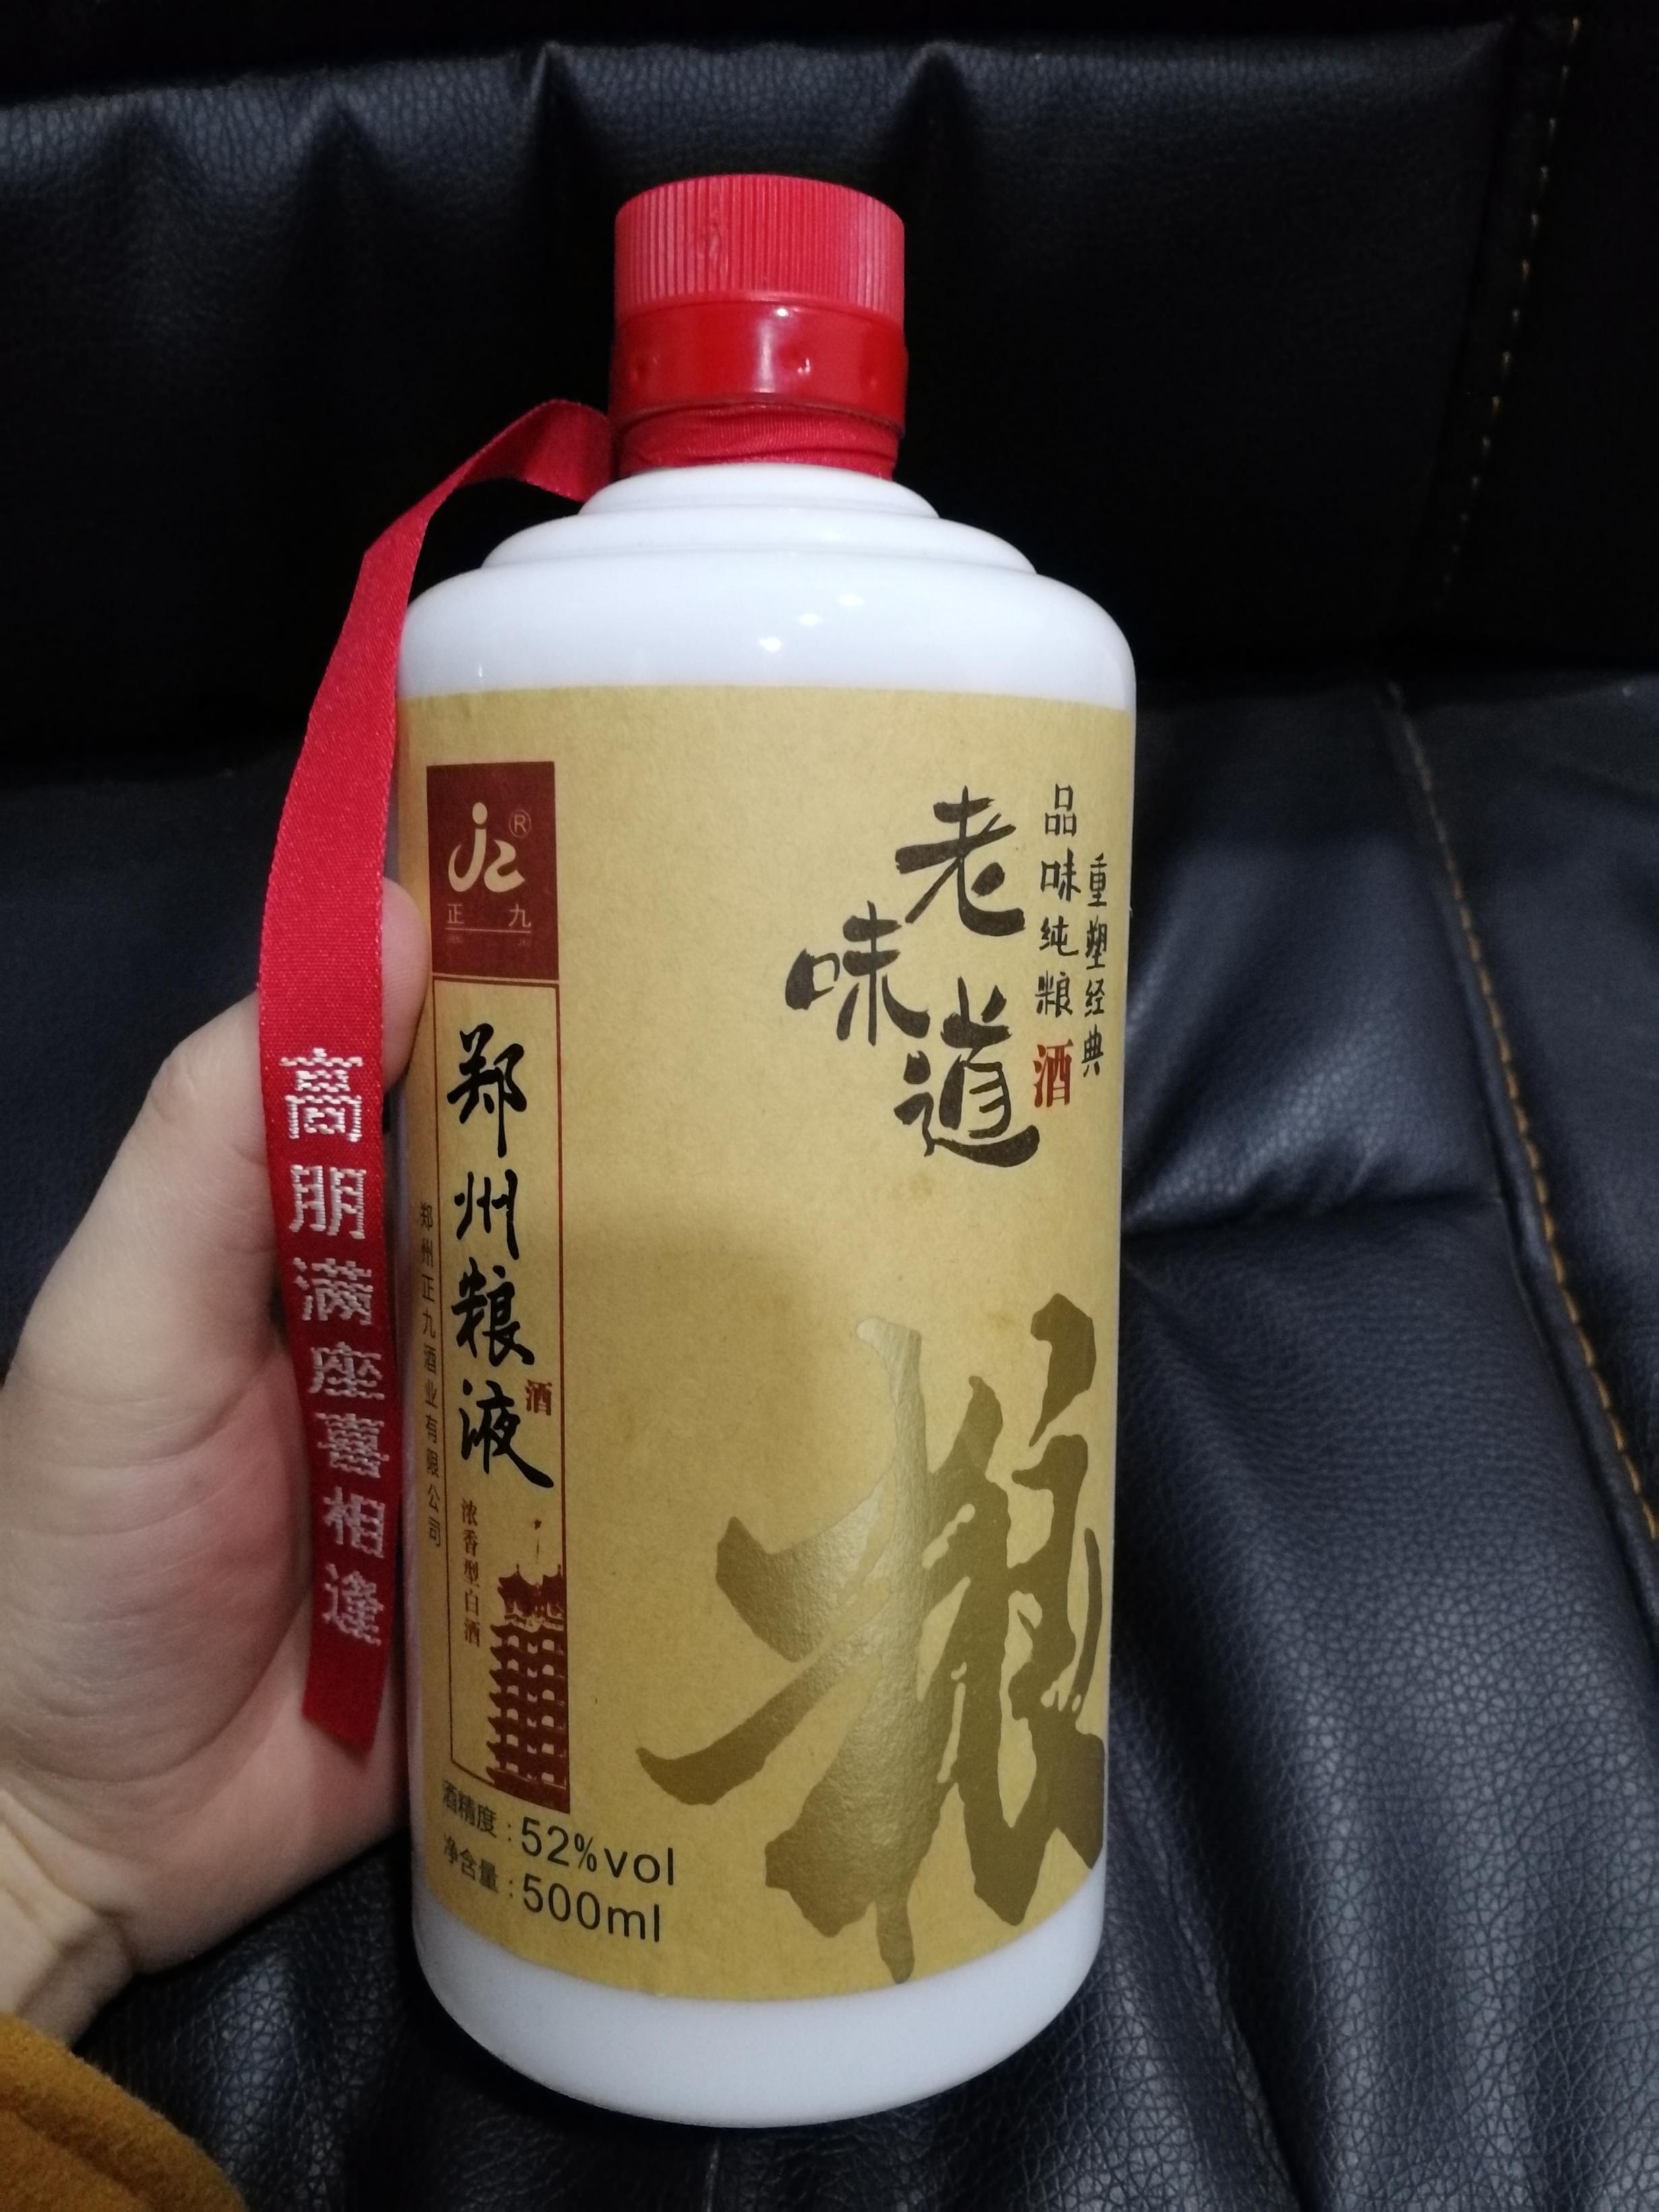 高朋满座喜相逢
R
正 九
郑州粮液
酒
浓香型白酒
郑州正九酒业有限公司
酒精度:52%vol
净含量:500ml
老味道
重塑经典
品味纯粮酒
粮